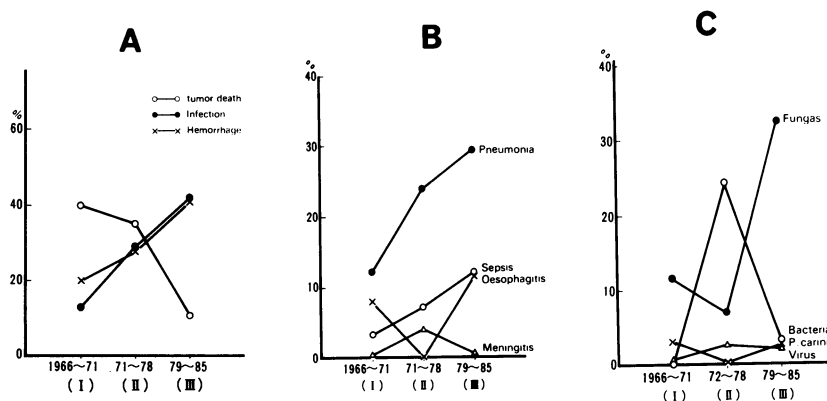 A
%
60
40
20
0
tumor death
Infection
Hemorrhage
1966~71
71~78
79~85
(I)
(II)
(III)
B
%
40
30
20
10
0
Pneumonia
Sepsis
Oesophagitis
Meningitis
1966~71
71~78
79~85
(I)
(II)
(III)
C
%
40
30
20
10
0
Fungas
Bacteria
P carini
Virus
1966~71
72~78
79~85
(I)
(II)
(III)